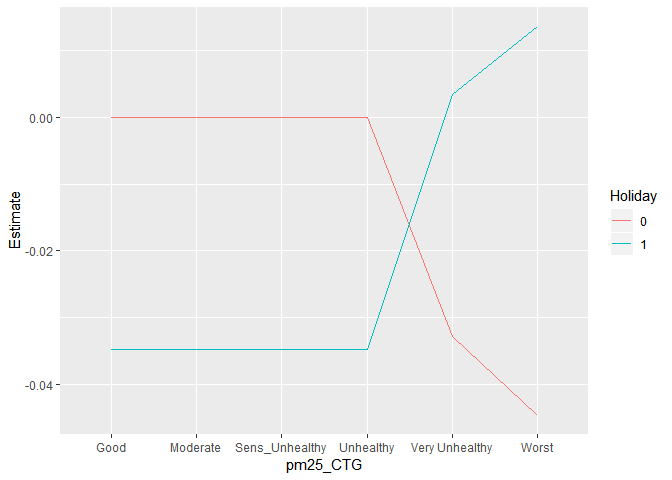 0.00
-0.02
-0.04
Estimate
Good Moderate Sens_Unhealthy Unhealthy Very Unhealthy Worst
pm25_CTG
Holiday
0
1